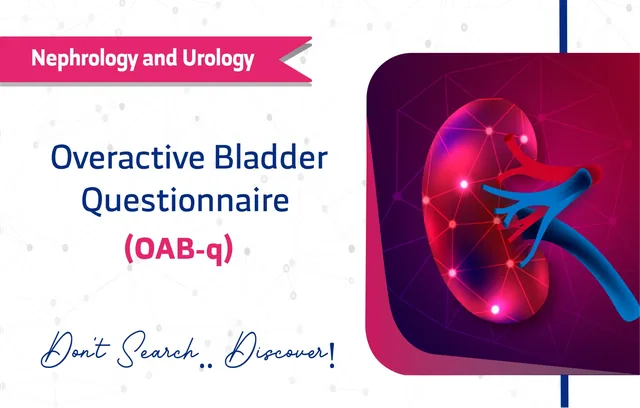 Nephrology and Urology
Overactive Bladder
Questionnaire
(OAB-q)
Don't Search.. Discover!